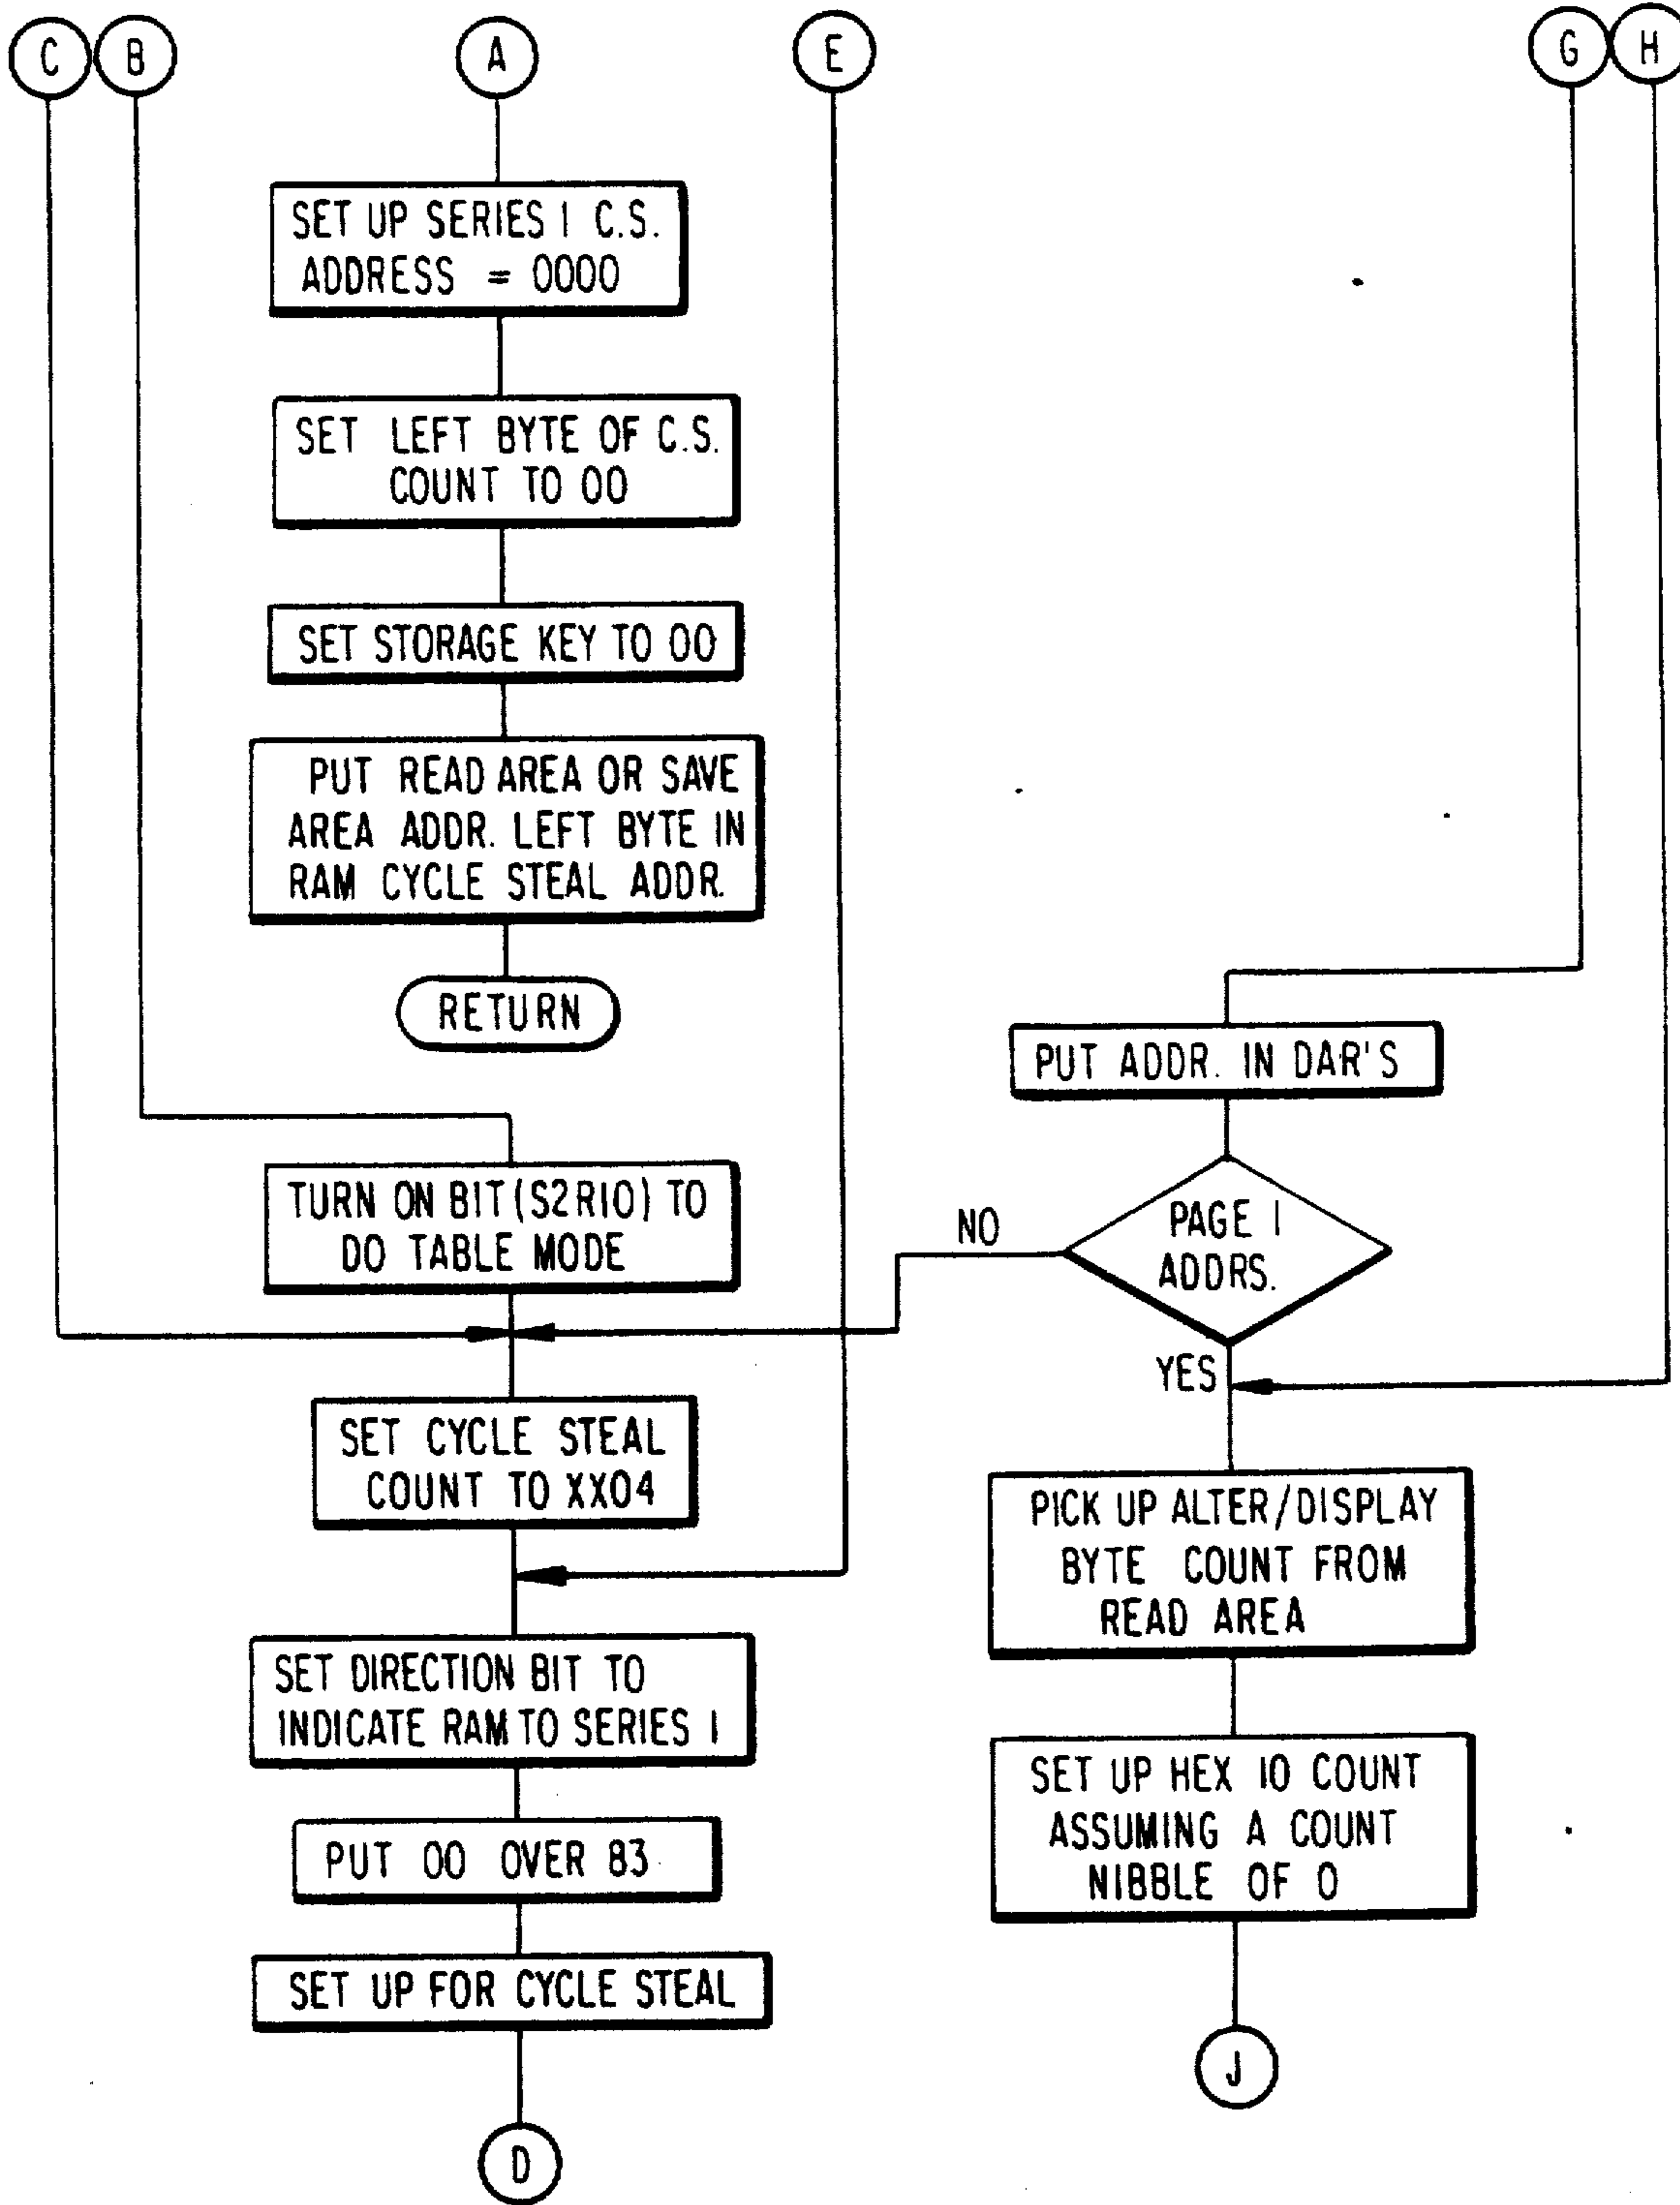 C
B
A
E
G
H
SET UP SERIES 1 C.S.
ADDRESS = 0000
SET LEFT BYTE OF C.S.
COUNT TO 00
SET STORAGE KEY TO 00
PUT READ AREA OR SAVE
AREA ADDR. LEFT BYTE IN
RAM CYCLE STEAL ADDR.
RETURN
TURN ON BIT (S2R10) TO
DO TABLE MODE
SET CYCLE STEAL
COUNT TO XX04
SET DIRECTION BIT TO
INDICATE RAM TO SERIES 1
PUT 00 OVER 83
SET UP FOR CYCLE STEAL
D
PUT ADDR. IN DAR'S
PAGE 1
ADDRS.
NO
YES
PICK UP ALTER/DISPLAY
BYTE COUNT FROM
READ AREA
SET UP HEX 10 COUNT
ASSUMING A COUNT
NIBBLE OF 0
J